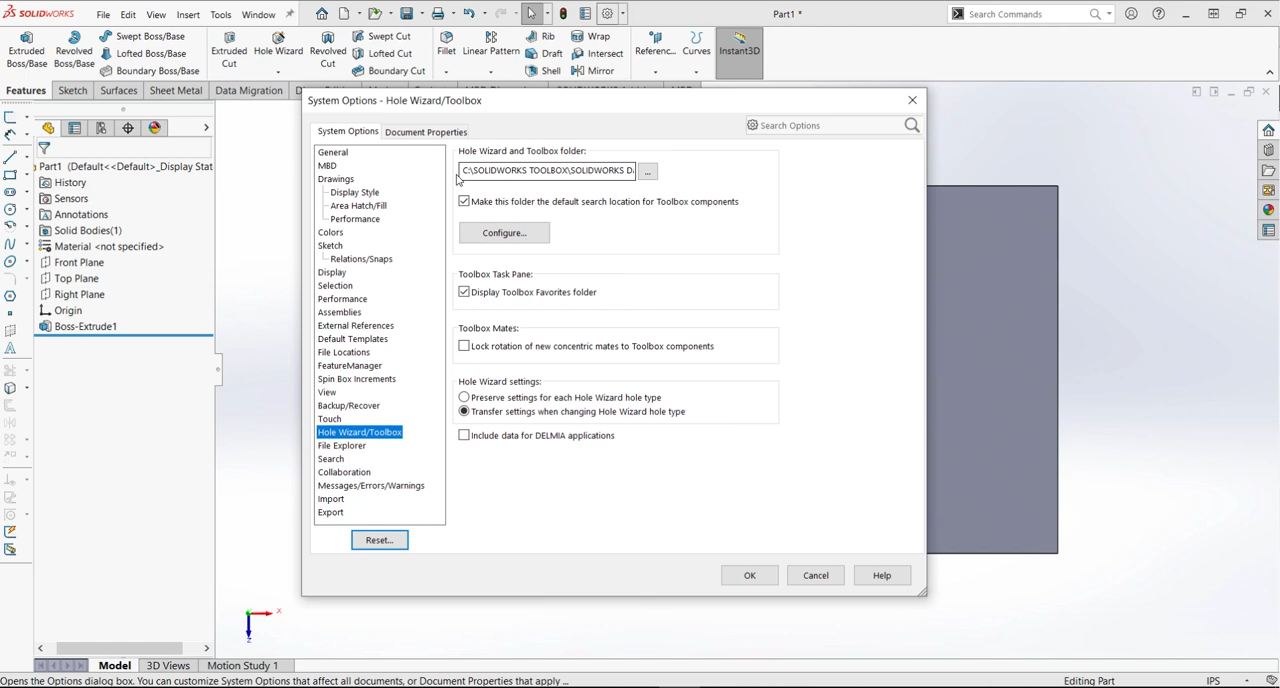 SOLIDWORKS File Edit View Insert Tools Window Part1 * Search Commands
Extruded Boss/Base
Revolved Boss/Base
Swept Boss/Base
Lofted Boss/Base
Boundary Boss/Base
Extruded Cut
Hole Wizard
Revolved Cut
Swept Cut
Lofted Cut
Boundary Cut
Fillet
Linear Pattern
Rib
Draft
Shell
Wrap
Intersect
Mirror
Referenc...
Curves
Instant3D
Features Sketch Surfaces Sheet Metal Data Migration
Part1 (Default<<Default>_Display Stat
History
Sensors
Annotations
Solid Bodies(1)
Material <not specified>
Front Plane
Top Plane
Right Plane
Origin
Boss-Extrude1
System Options - Hole Wizard/Toolbox
System Options Document Properties
Search Options
General
MBD
Drawings
Display Style
Area Hatch/Fill
Performance
Colors
Sketch
Relations/Snaps
Display
Selection
Performance
Assemblies
External References
Default Templates
File Locations
FeatureManager
Spin Box Increments
View
Backup/Recover
Touch
Hole Wizard/Toolbox
File Explorer
Search
Collaboration
Messages/Errors/Warnings
Import
Export
Reset...
Hole Wizard and Toolbox folder:
C:\SOLIDWORKS TOOLBOX\SOLIDWORKS D ...
Make this folder the default search location for Toolbox components
Configure...
Toolbox Task Pane:
Display Toolbox Favorites folder
Toolbox Mates:
Lock rotation of new concentric mates to Toolbox components
Hole Wizard settings:
Preserve settings for each Hole Wizard hole type
Transfer settings when changing Hole Wizard hole type
Include data for DELMIA applications
OK Cancel Help
X
Z
Model 3D Views Motion Study 1
Opens the Options dialog box. You can customize System Options that affect all documents, or Document Properties that apply ... Editing Part IPS